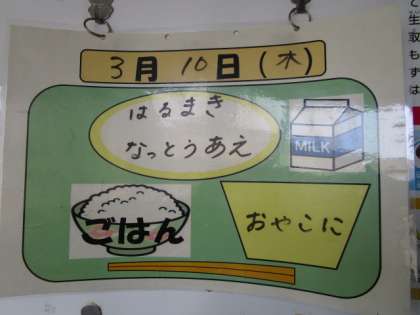 3月 10日(木)
はるまき
なっとうあえ
MILK
ごはん
おやこに